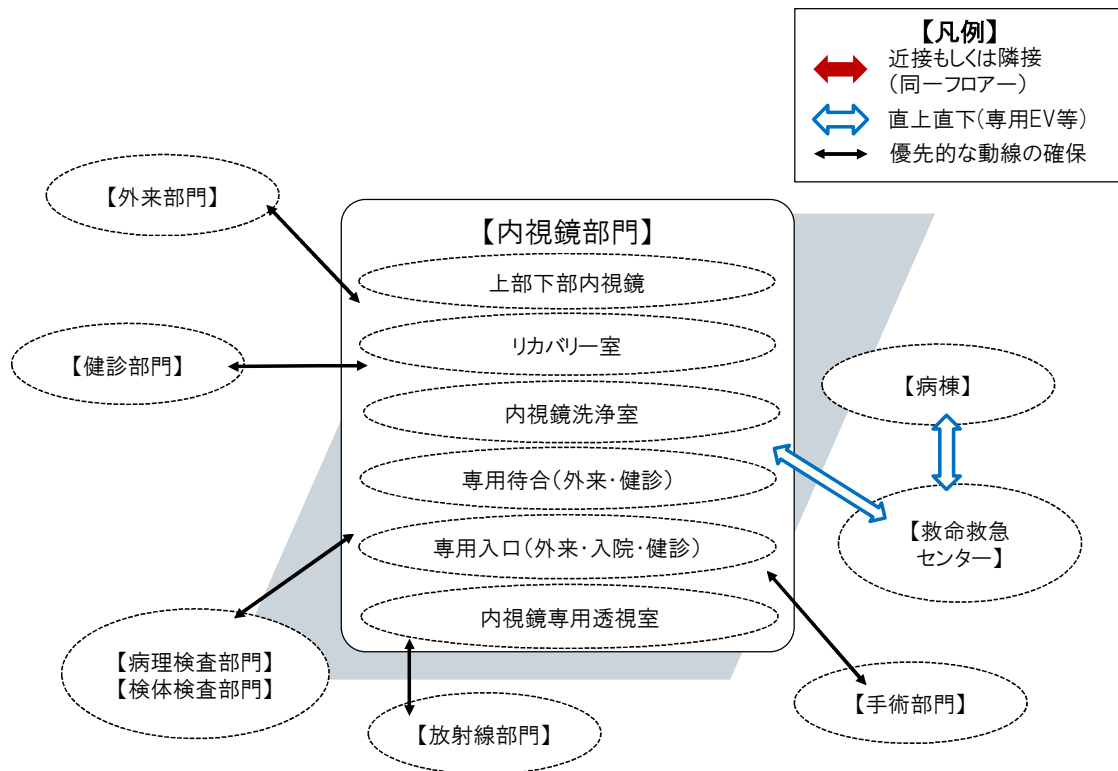 【凡例】
近接もしくは隣接
(同一フロアー)
直上直下(専用EV等)
優先的な動線の確保
【外来部門】
【内視鏡部門】
上部下部内視鏡
リカバリー室
【健診部門】
【病棟】
内視鏡洗浄室
専用待合(外来・健診)
【救命救急
センター】
専用入口(外来・入院・健診)
内視鏡専用透視室
【病理検査部門】
【検体検査部門】
【手術部門】
【放射線部門】